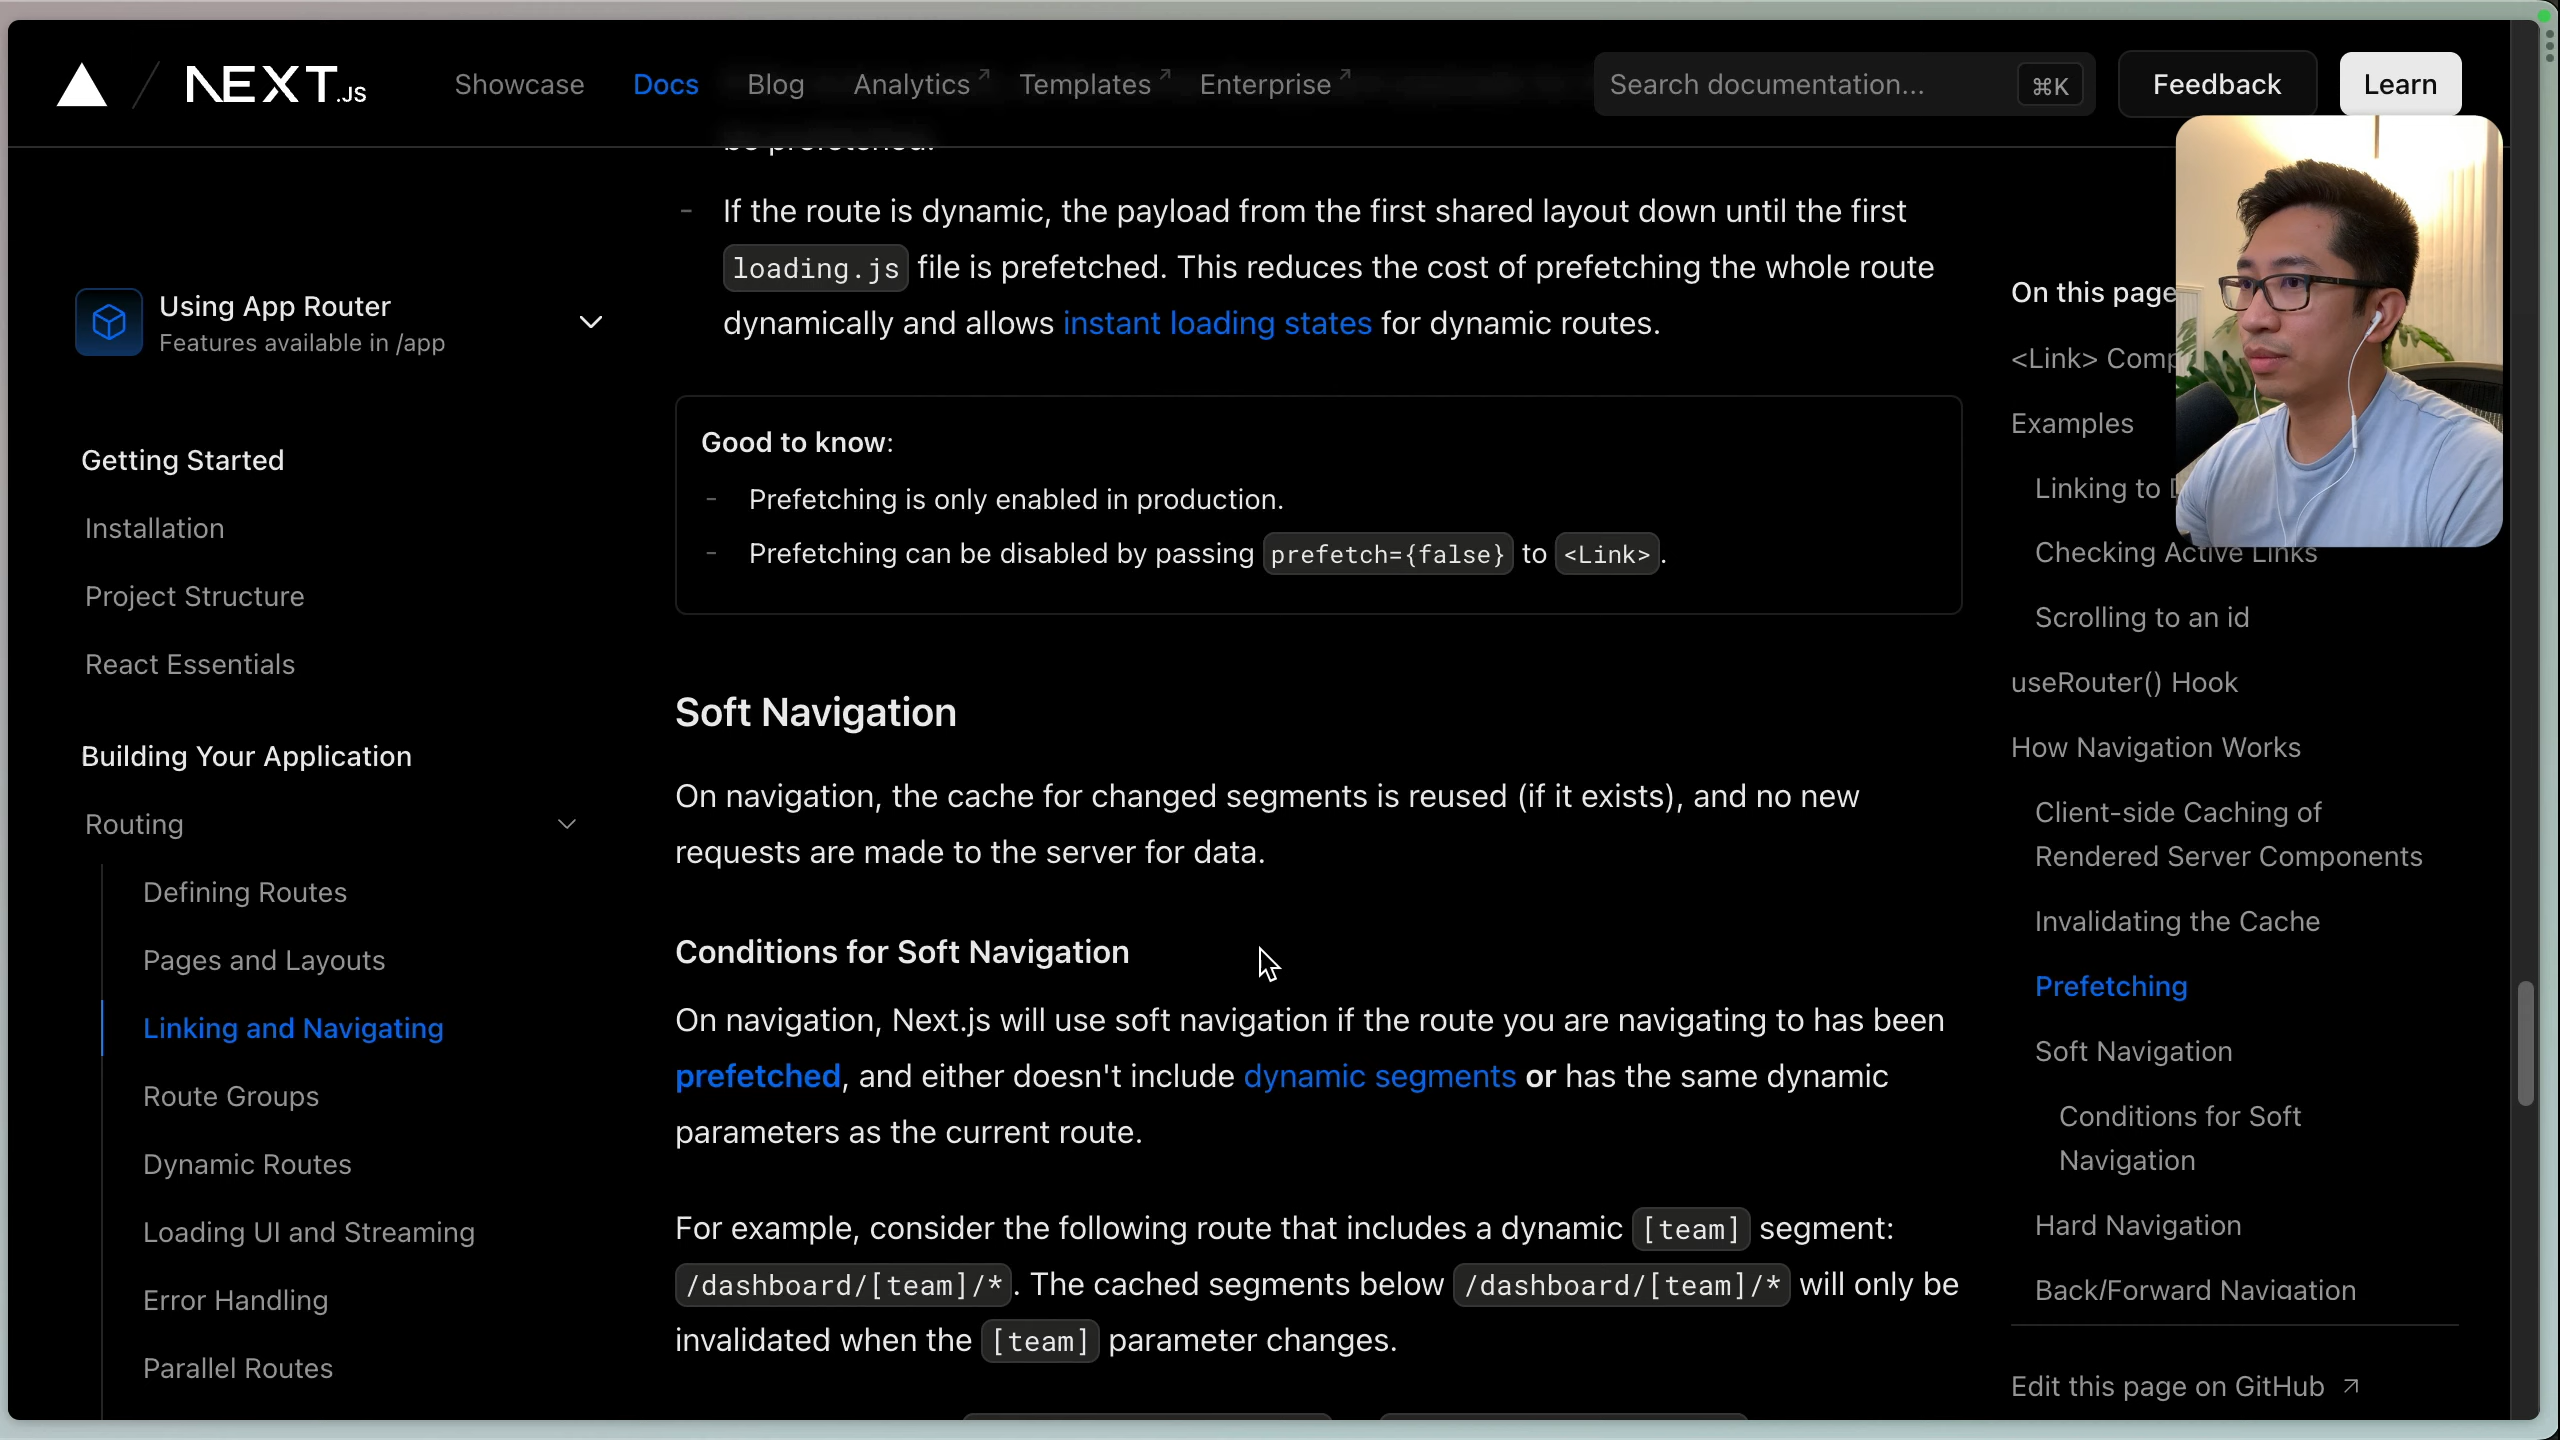 NEXT.JS
Showcase
Docs
Blog
Analytics
Templates
Enterprise
Search documentation...
⌘K
Feedback
Learn
Using App Router
Features available in /app
Getting Started
Installation
Project Structure
React Essentials
Building Your Application
Routing
Defining Routes
Pages and Layouts
Linking and Navigating
Route Groups
Dynamic Routes
Loading UI and Streaming
Error Handling
Parallel Routes
be prefetched.
- If the route is dynamic, the payload from the first shared layout down until the first
loading.js file is prefetched. This reduces the cost of prefetching the whole route
dynamically and allows instant loading states for dynamic routes.
Good to know:
- Prefetching is only enabled in production.
- Prefetching can be disabled by passing prefetch={false} to <Link>.
Soft Navigation
On navigation, the cache for changed segments is reused (if it exists), and no new
requests are made to the server for data.
Conditions for Soft Navigation
On navigation, Next.js will use soft navigation if the route you are navigating to has been
prefetched, and either doesn't include dynamic segments or has the same dynamic
parameters as the current route.
For example, consider the following route that includes a dynamic [team] segment:
/dashboard/[team]/*. The cached segments below /dashboard/[team]/* will only be
invalidated when the [team] parameter changes.
On this page
<Link> Comp
Examples
Linking to
Checking Active Links
Scrolling to an id
useRouter() Hook
How Navigation Works
Client-side Caching of
Rendered Server Components
Invalidating the Cache
Prefetching
Soft Navigation
Conditions for Soft
Navigation
Hard Navigation
Back/Forward Navigation
Edit this page on GitHub